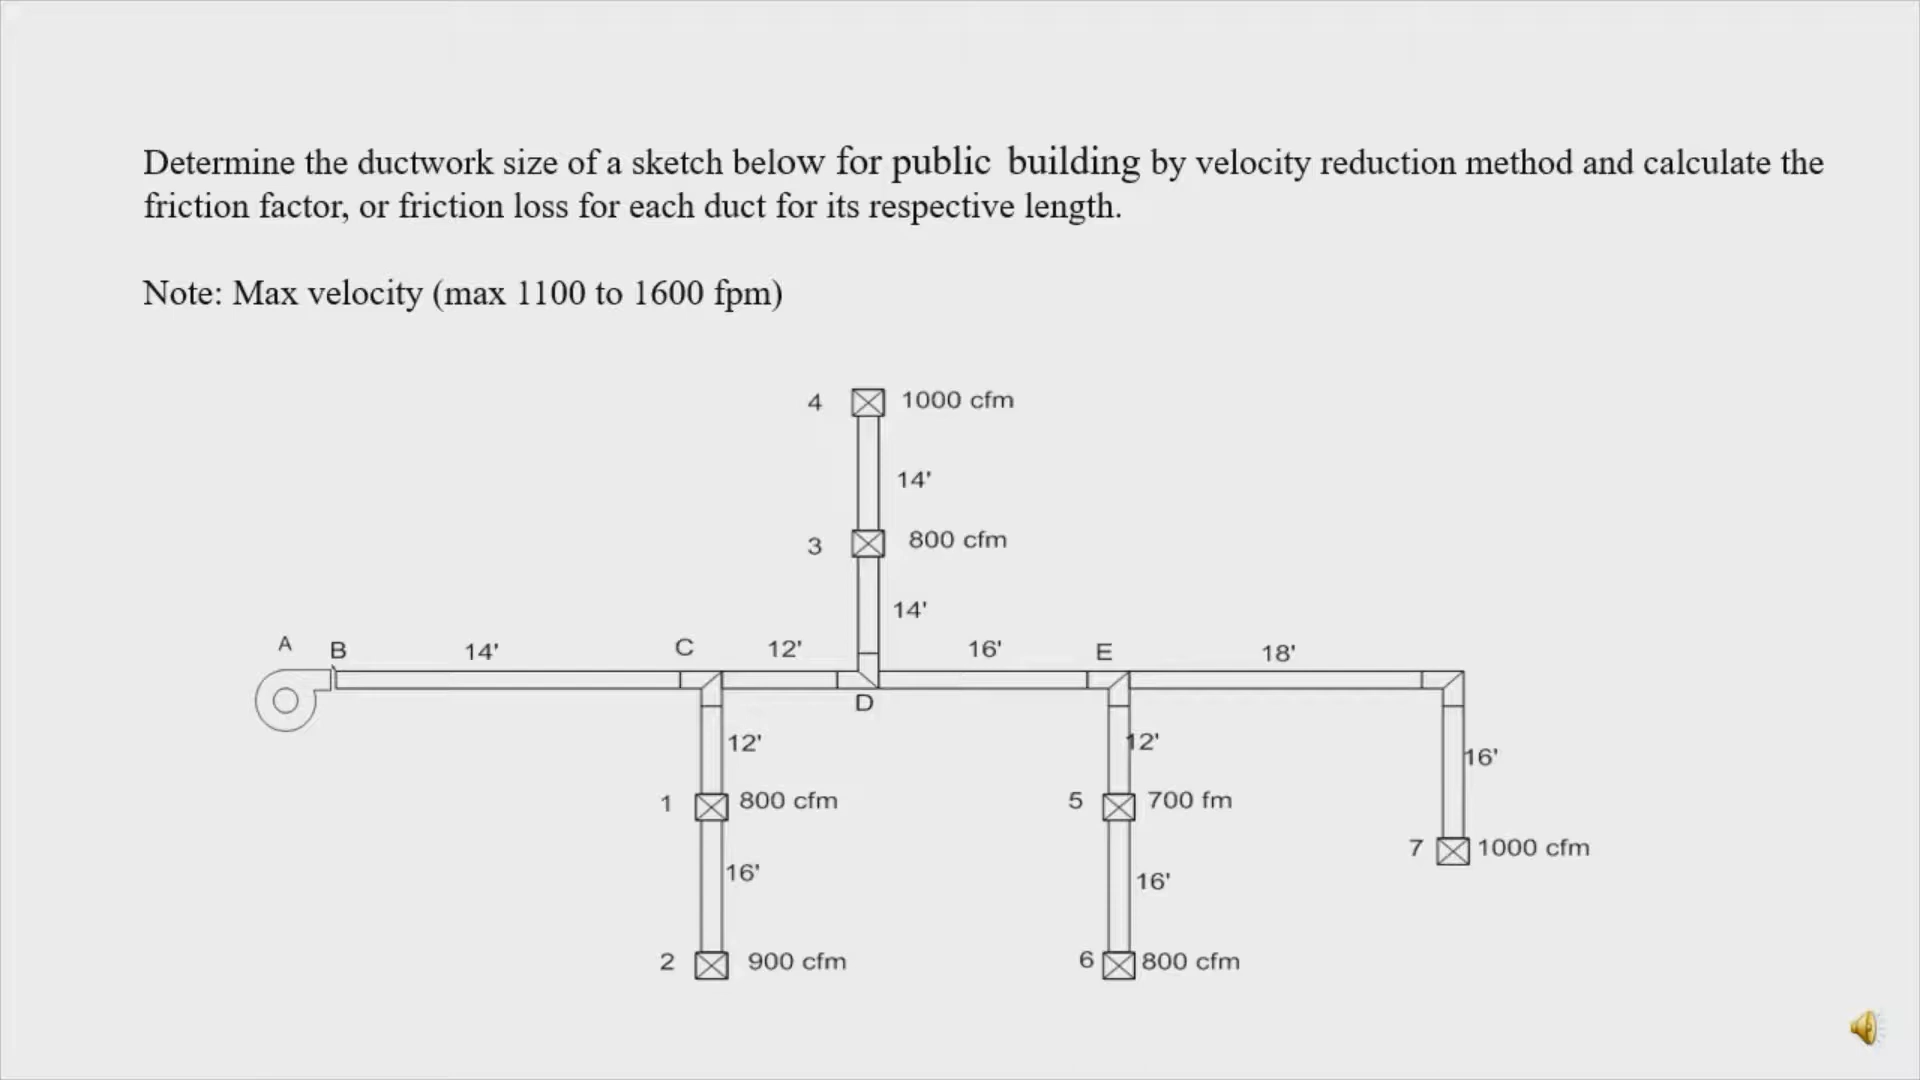 Determine the ductwork size of a sketch below for public building by velocity reduction method and calculate the
friction factor, or friction loss for each duct for its respective length.
Note: Max velocity (max 1100 to 1600 fpm)
4 1000 cfm
14'
3 800 cfm
14'
A B 14' C 12' 16' E 18'
D
12' 12' 16'
1 800 cfm 5 700 fm
7 1000 cfm
16' 16'
2 900 cfm 6 800 cfm